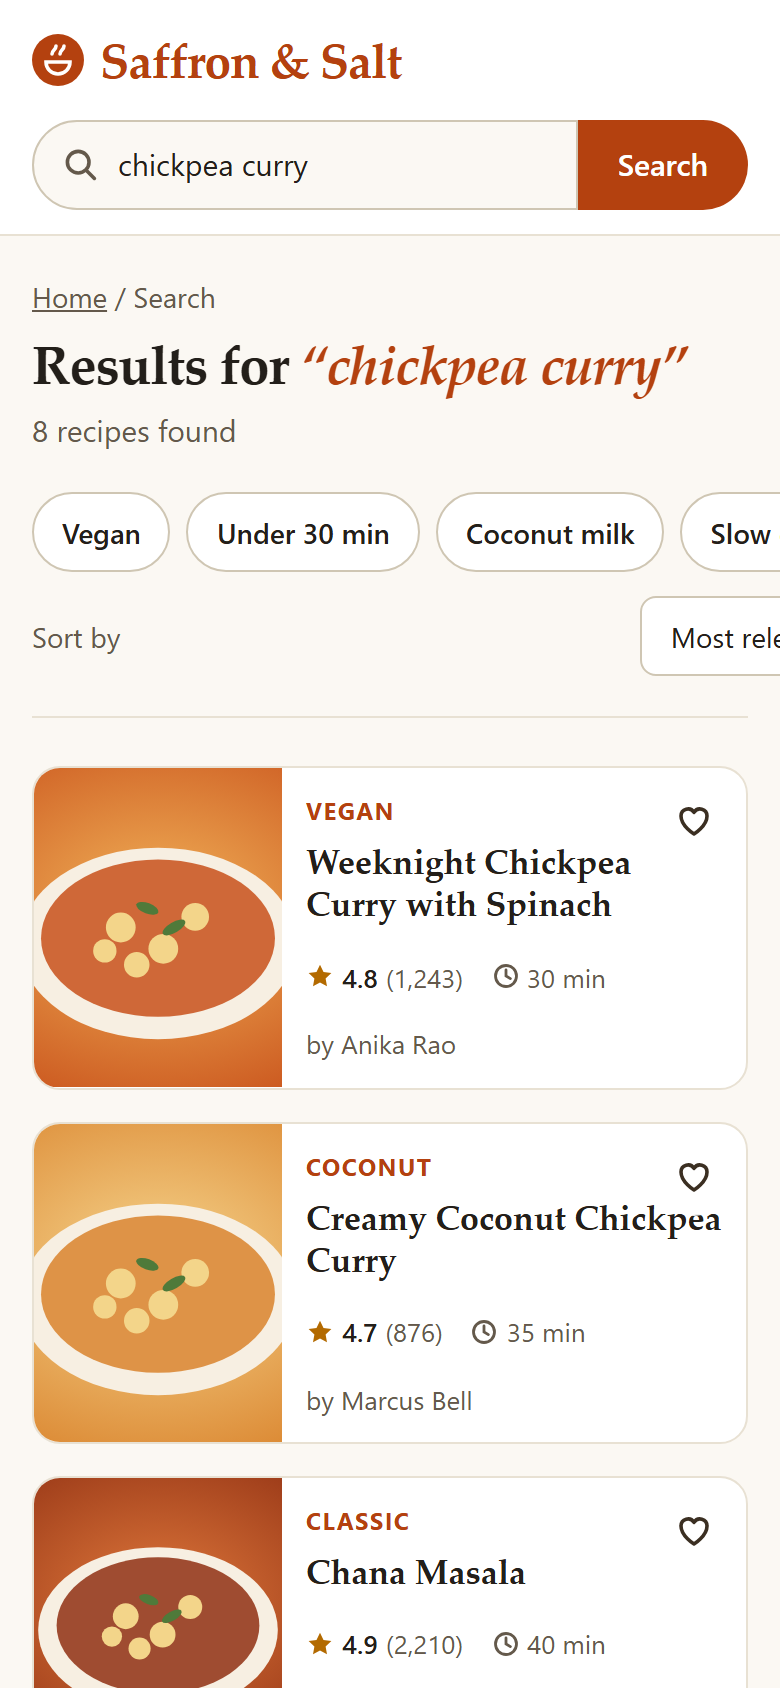 Saffron & Salt
chickpea curry
Search
Home / Search
Results for “chickpea curry”
8 recipes found
Vegan
Under 30 min
Coconut milk
Slow
Sort by
Most rele
VEGAN
Weeknight Chickpea
Curry with Spinach
4.8 (1,243) 30 min
by Anika Rao
COCONUT
Creamy Coconut Chickpea
Curry
4.7 (876) 35 min
by Marcus Bell
CLASSIC
Chana Masala
4.9 (2,210) 40 min